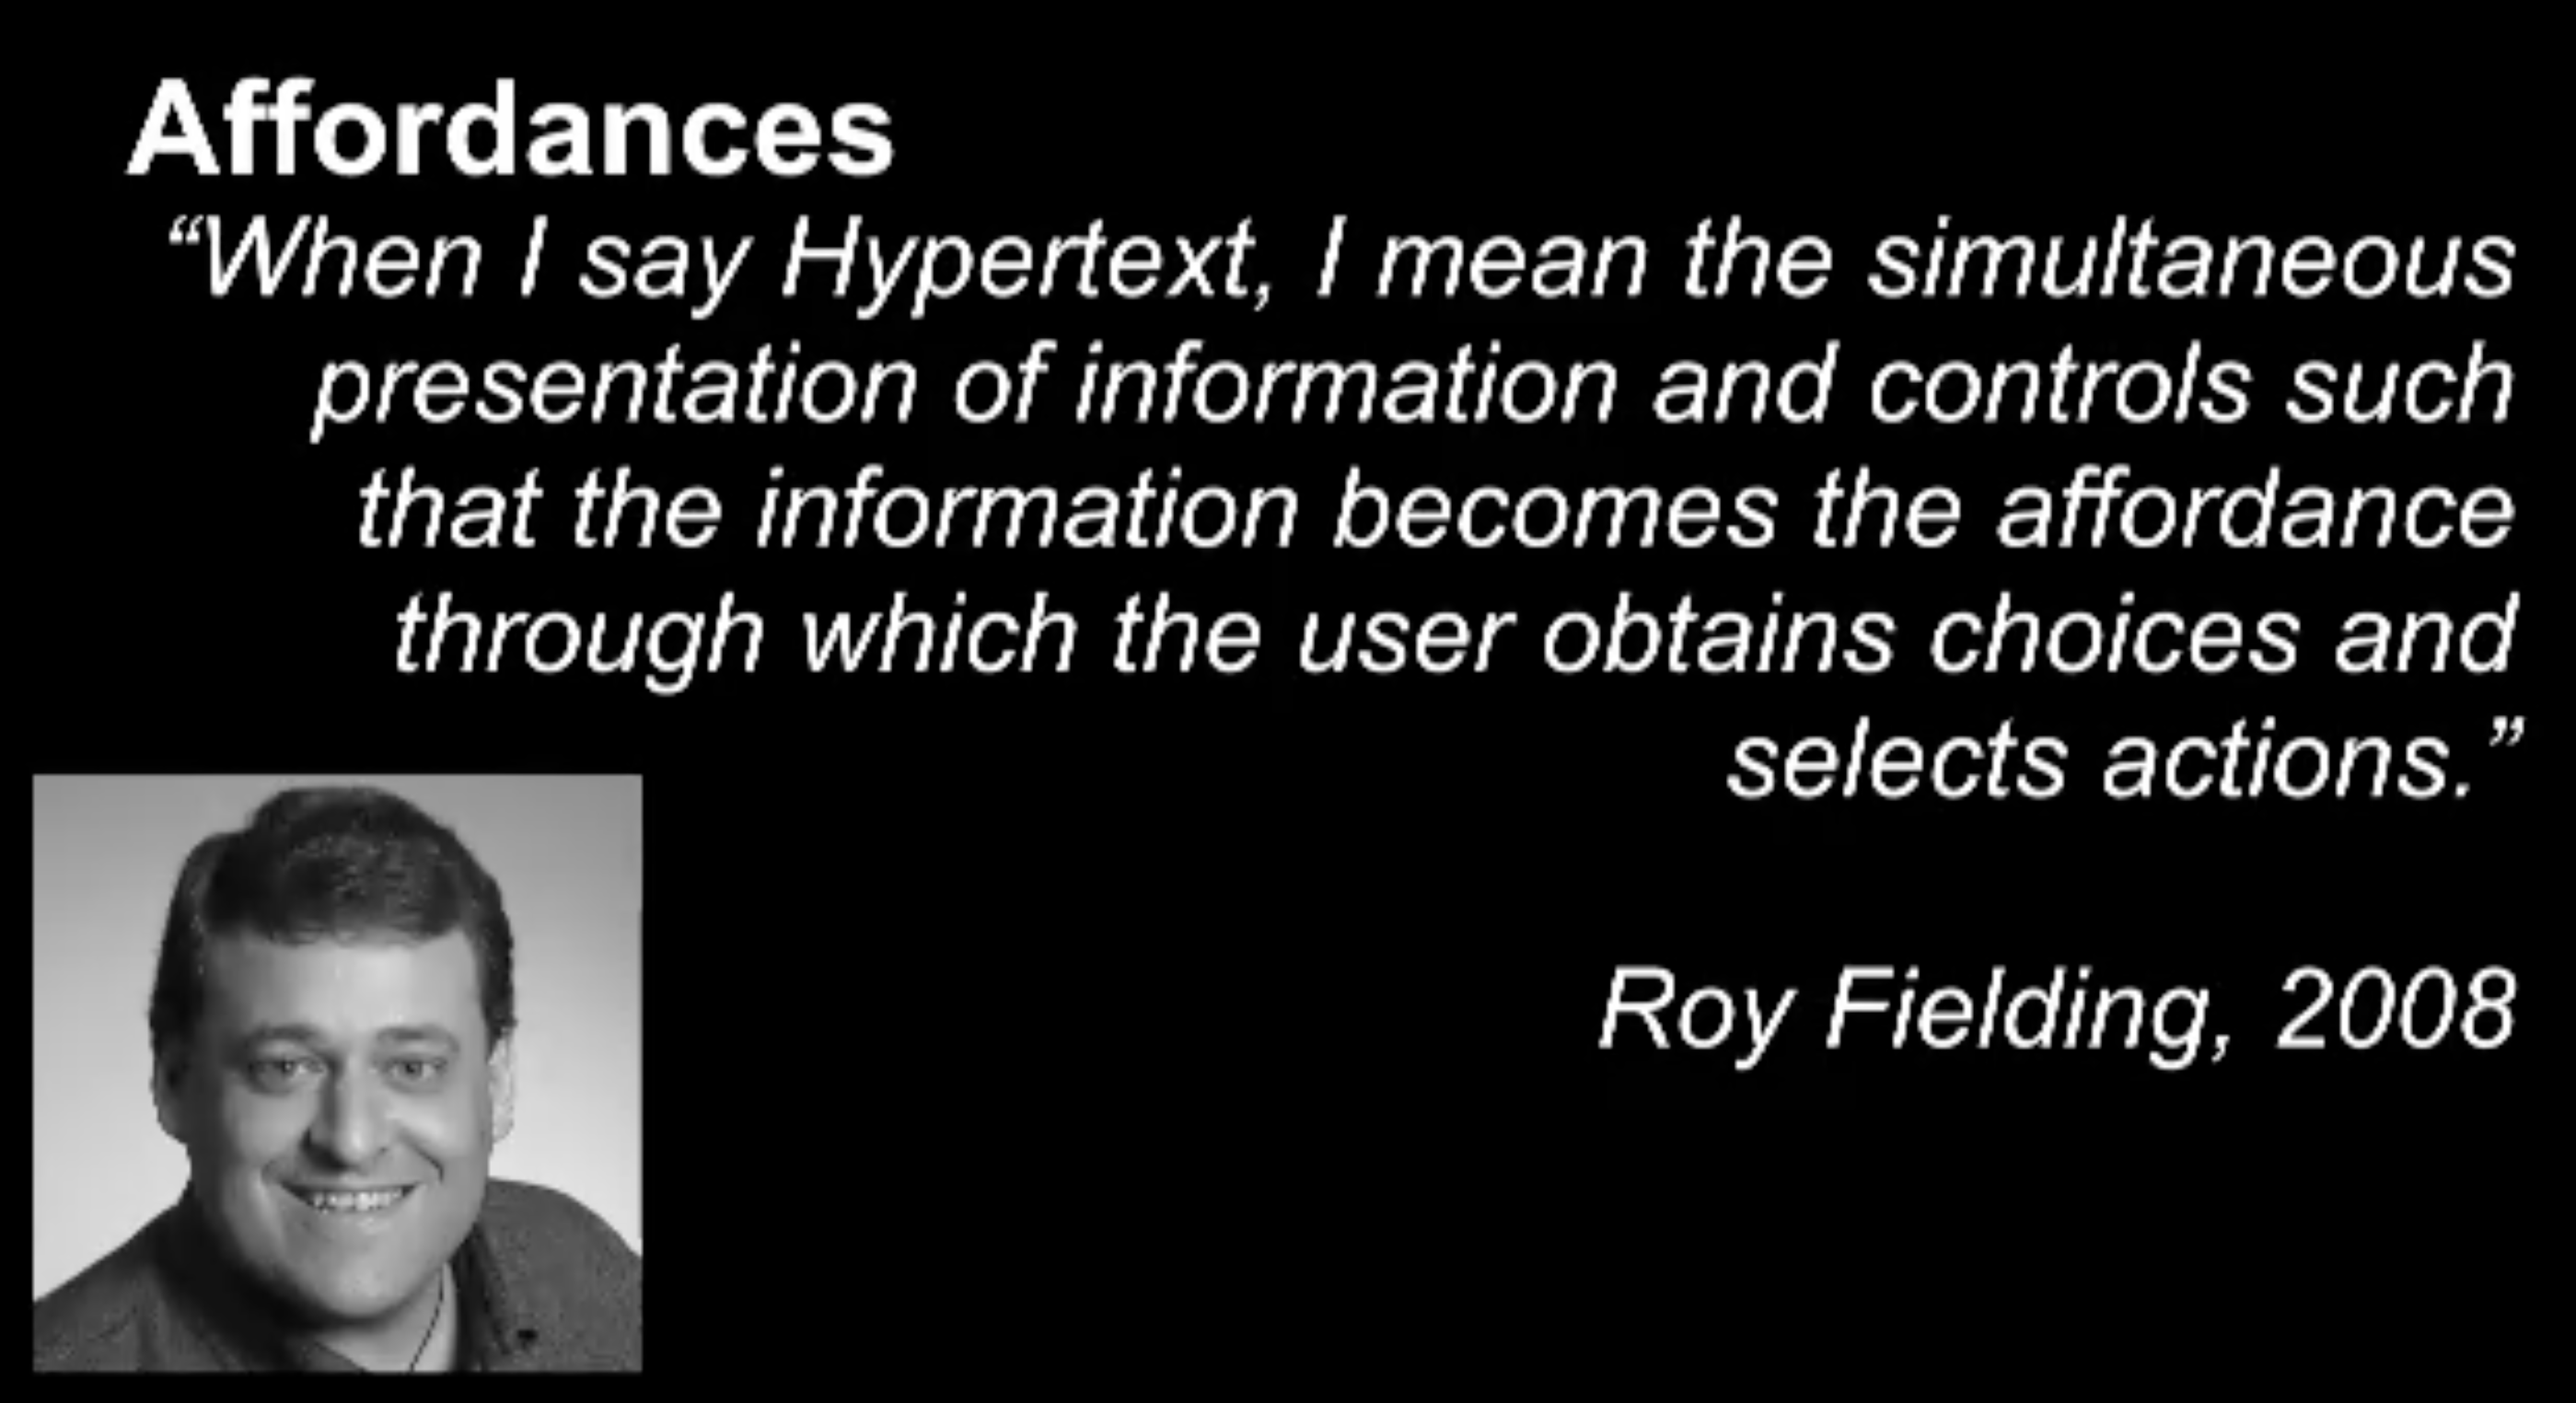 Affordances
“When I say Hypertext, I mean the simultaneous
presentation of information and controls such
that the information becomes the affordance
through which the user obtains choices and
selects actions.”
Roy Fielding, 2008